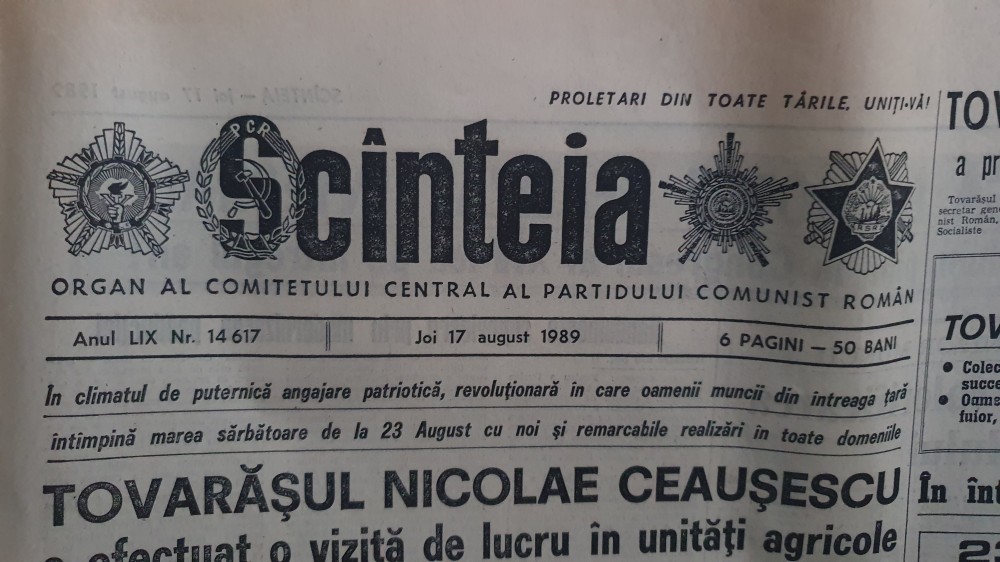 PROLETARI DIN TOATE ȚĂRILE, UNIȚI-VĂ!
PCR
Scînteia
ORGAN AL COMITETULUI CENTRAL AL PARTIDULUI COMUNIST ROMÂN
Anul LIX Nr. 14 617
Joi 17 august 1989
6 PAGINI — 50 BANI
În climatul de puternică angajare patriotică, revoluționară în care oamenii muncii din întreaga țară
întîmpină marea sărbătoare de la 23 August cu noi și remarcabile realizări în toate domeniile
TOVARĂȘUL NICOLAE CEAUȘESCU
a efectuat o vizită de lucru în unități agricole
TOV
a pr
Tovarășul
secretar gen
nist Român,
Socialiste
TOV
● Colec
succe
● Oame
fuior,
În înt
23